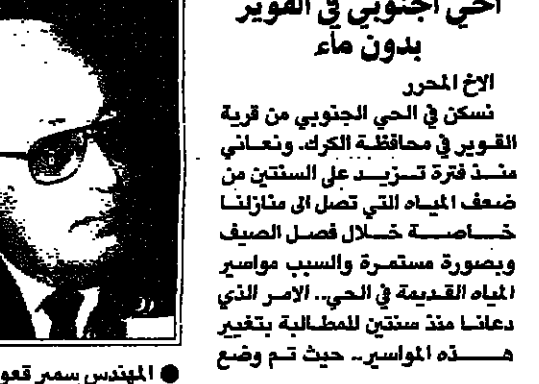 الحي الجنوبي في القوير
بدون ماء
الاخ المحرر
نسكن في الحي الجنوبي من قرية
القوير في محافظة الكرك. ونعاني
منذ فترة تزيد على السنتين من
ضعف المياه التي تصل الى منازلنا
خاصة خلال فصل الصيف
وبصورة مستمرة والسبب مواسير
المياه القديمة في الحي.. الامر الذي
دعانا منذ سنتين للمطالبة بتغيير
هذه المواسير.. حيث تم وضع
● المهندس سمير قعو